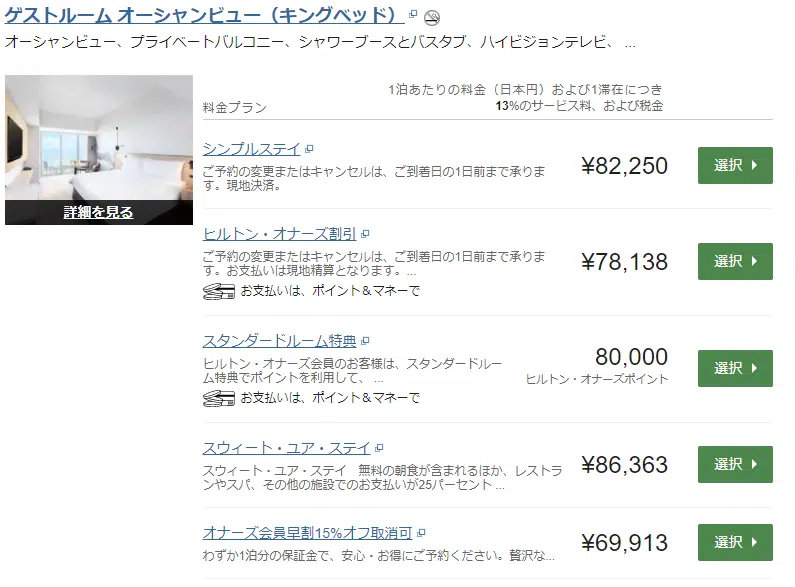 ゲストルーム オーシャンビュー（キングベッド）
オーシャンビュー、プライベートバルコニー、シャワーブースとバスタブ、ハイビジョンテレビ、 ...
1泊あたりの料金（日本円）および1滞在につき
料金プラン
13%のサービス料、および税金
詳細を見る
シンプルステイ
ご予約の変更またはキャンセルは、ご到着日の1日前まで承りま
す。現地決済。
¥82,250
選択
ヒルトン・オナーズ割引
ご予約の変更またはキャンセルは、ご到着日の1日前まで承りま
す。お支払いは現地精算となります。...
お支払いは、ポイント＆マネーで
¥78,138
選択
スタンダードルーム特典
ヒルトン・オナーズ会員のお客様は、スタンダードルー
ム特典でポイントを利用して、 ...
お支払いは、ポイント＆マネーで
80,000
ヒルトン・オナーズポイント
選択
スウィート・ユア・ステイ
スウィート・ユア・ステイ　無料の朝食が含まれるほか、レストラ
ンやスパ、その他の施設でのお支払いが25パーセント ...
¥86,363
選択
オナーズ会員早割15%オフ取消可
わずか1泊分の保証金で、安心・お得にご予約ください。贅沢な...
¥69,913
選択